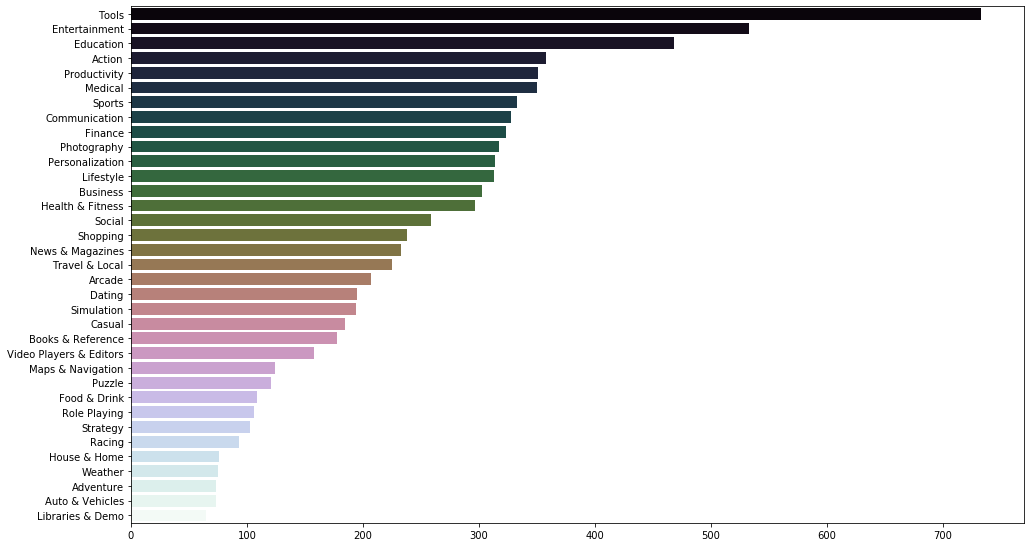 Tools
Entertainment
Education
Action
Productivity
Medical
Sports
Communication
Finance
Photography
Personalization
Lifestyle
Business
Health & Fitness
Social
Shopping
News & Magazines
Travel & Local
Arcade
Dating
Simulation
Casual
Books & Reference
Video Players & Editors
Maps & Navigation
Puzzle
Food & Drink
Role Playing
Strategy
Racing
House & Home
Weather
Adventure
Auto & Vehicles
Libraries & Demo
0 100 200 300 400 500 600 700